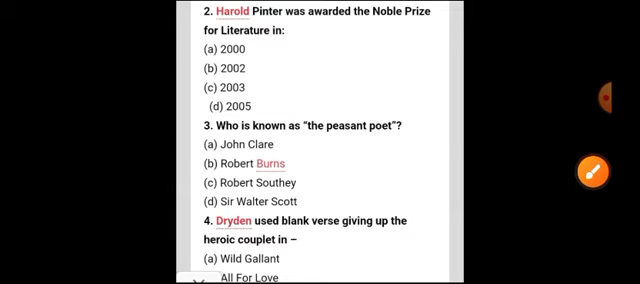 2. Harold Pinter was awarded the Noble Prize
for Literature in:
(a) 2000
(b) 2002
(c) 2003
(d) 2005
3. Who is known as “the peasant poet”?
(a) John Clare
(b) Robert Burns
(c) Robert Southey
(d) Sir Walter Scott
4. Dryden used blank verse giving up the
heroic couplet in –
(a) Wild Gallant
All For Love